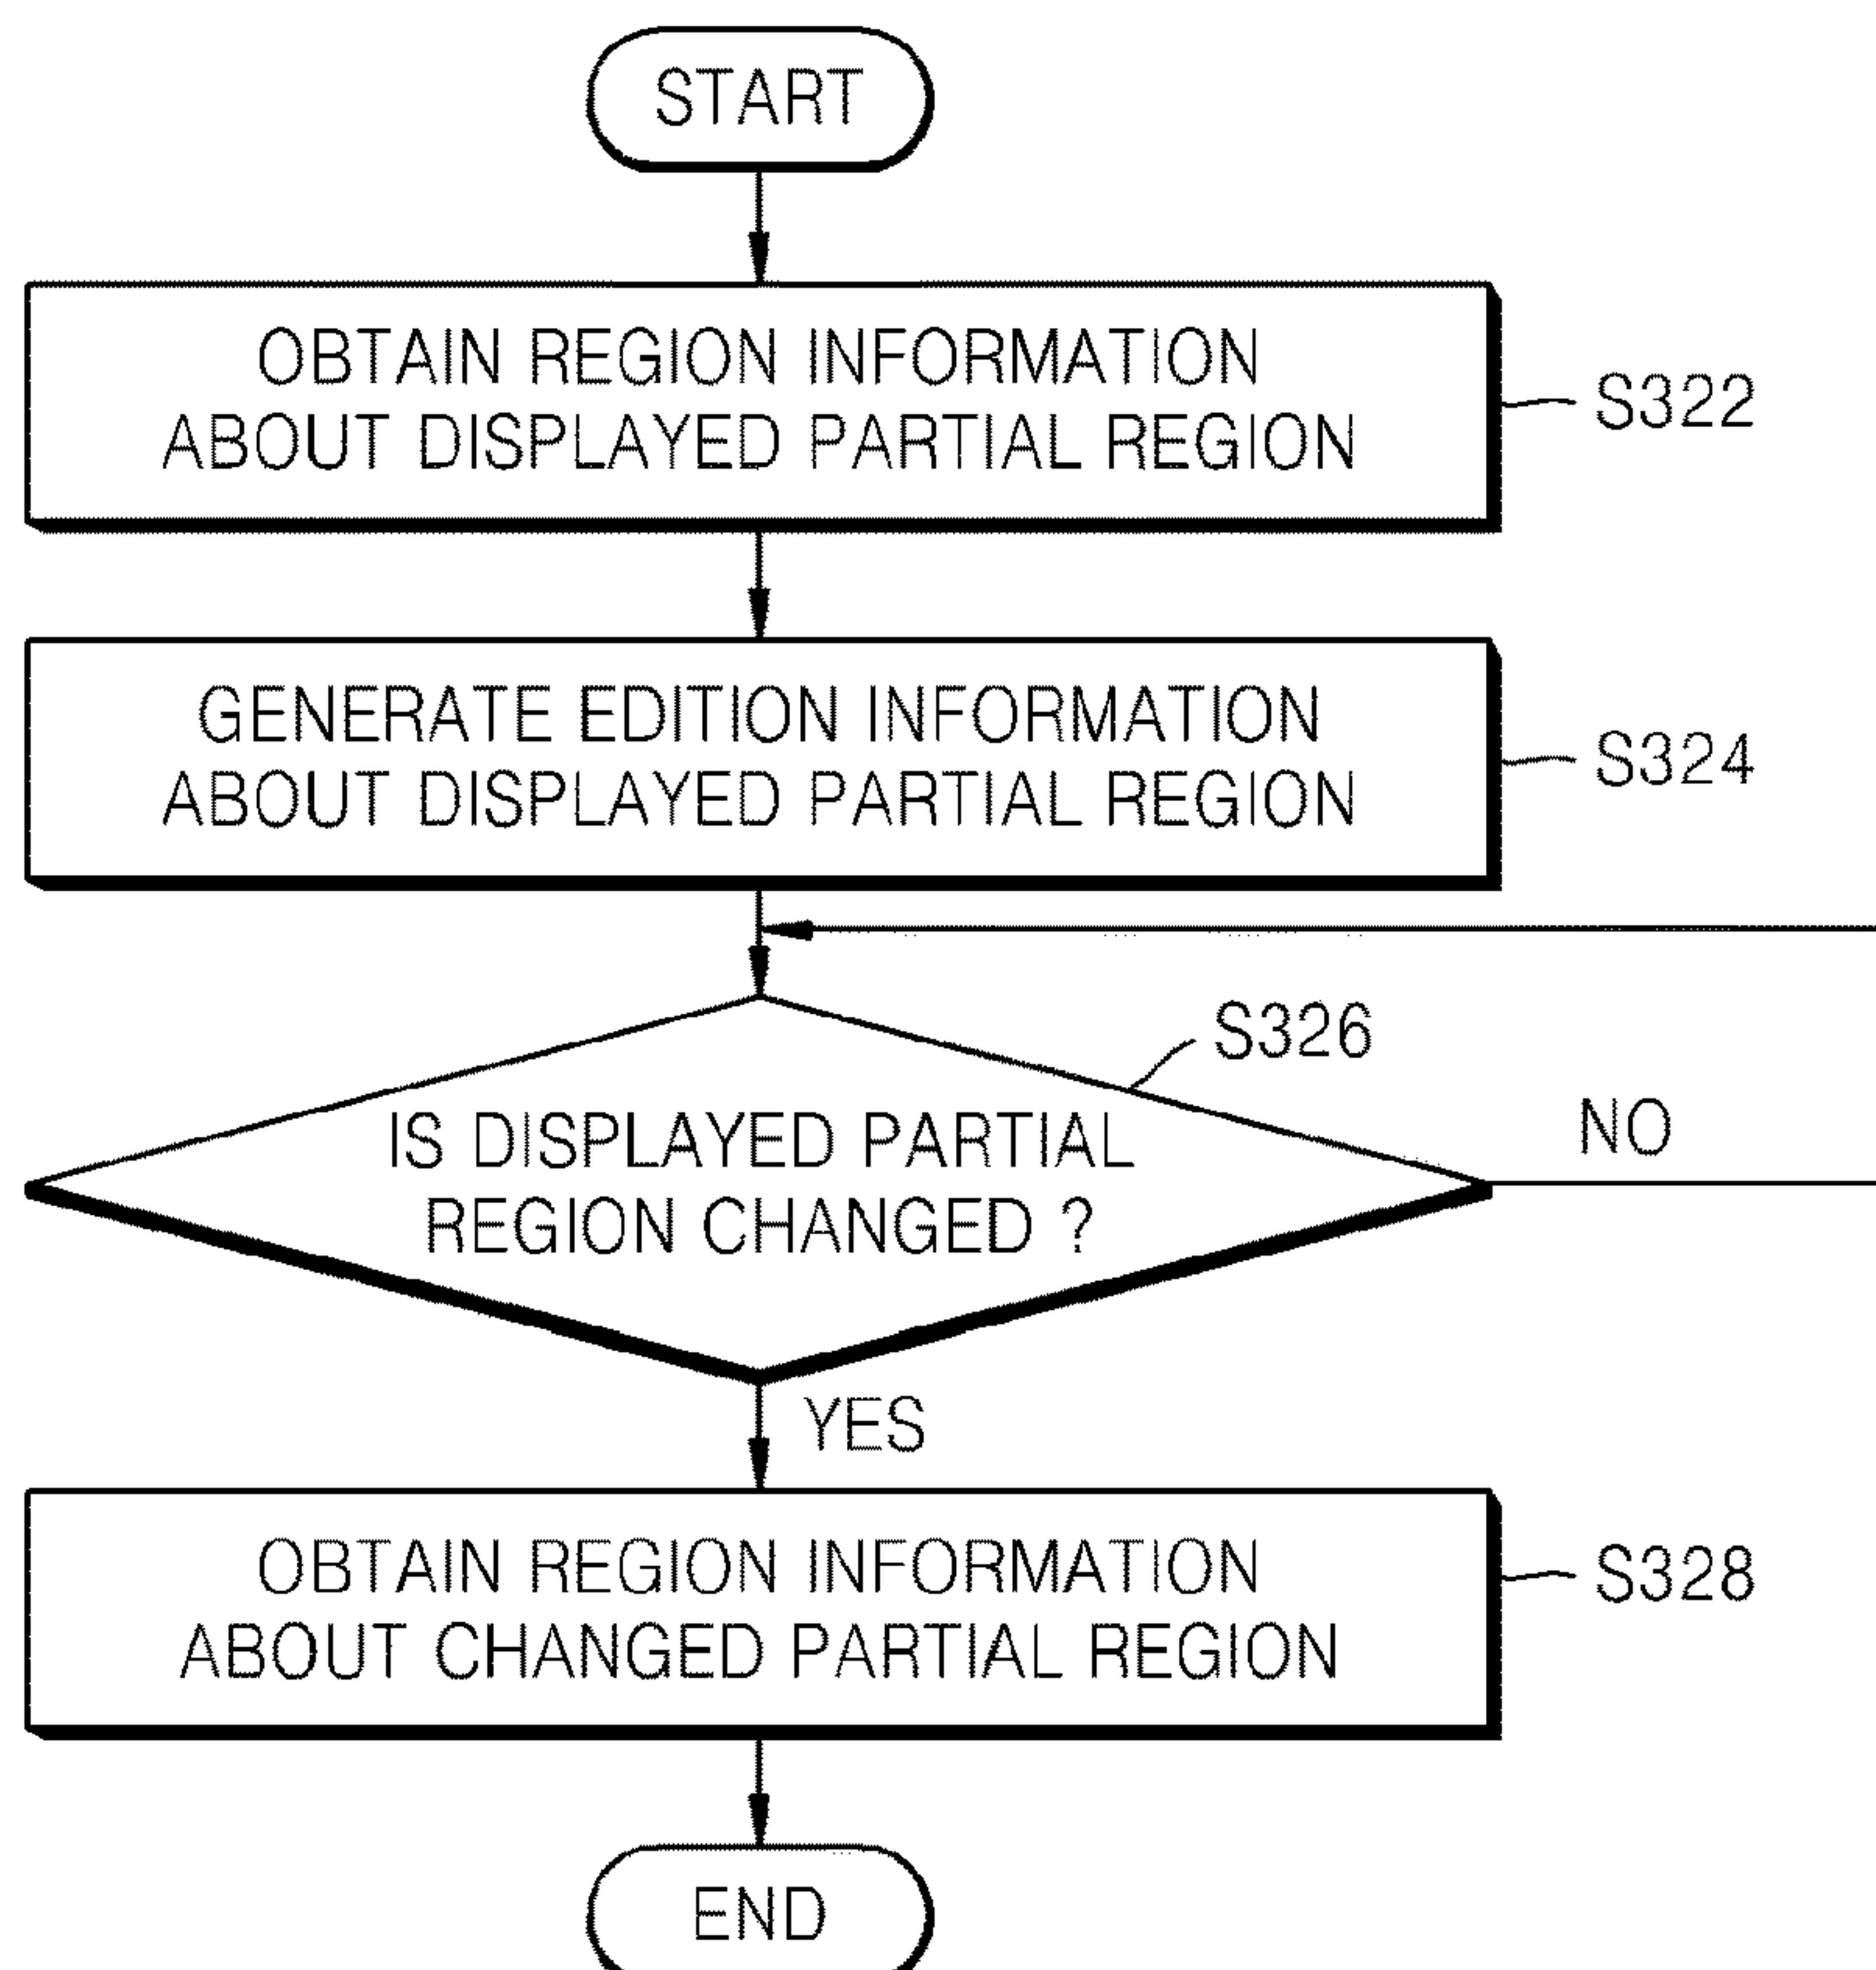 START
OBTAIN REGION INFORMATION
ABOUT DISPLAYED PARTIAL REGION
S322
GENERATE EDITION INFORMATION
ABOUT DISPLAYED PARTIAL REGION
S324
S326
IS DISPLAYED PARTIAL
REGION CHANGED ?
NO
YES
OBTAIN REGION INFORMATION
ABOUT CHANGED PARTIAL REGION
S328
END